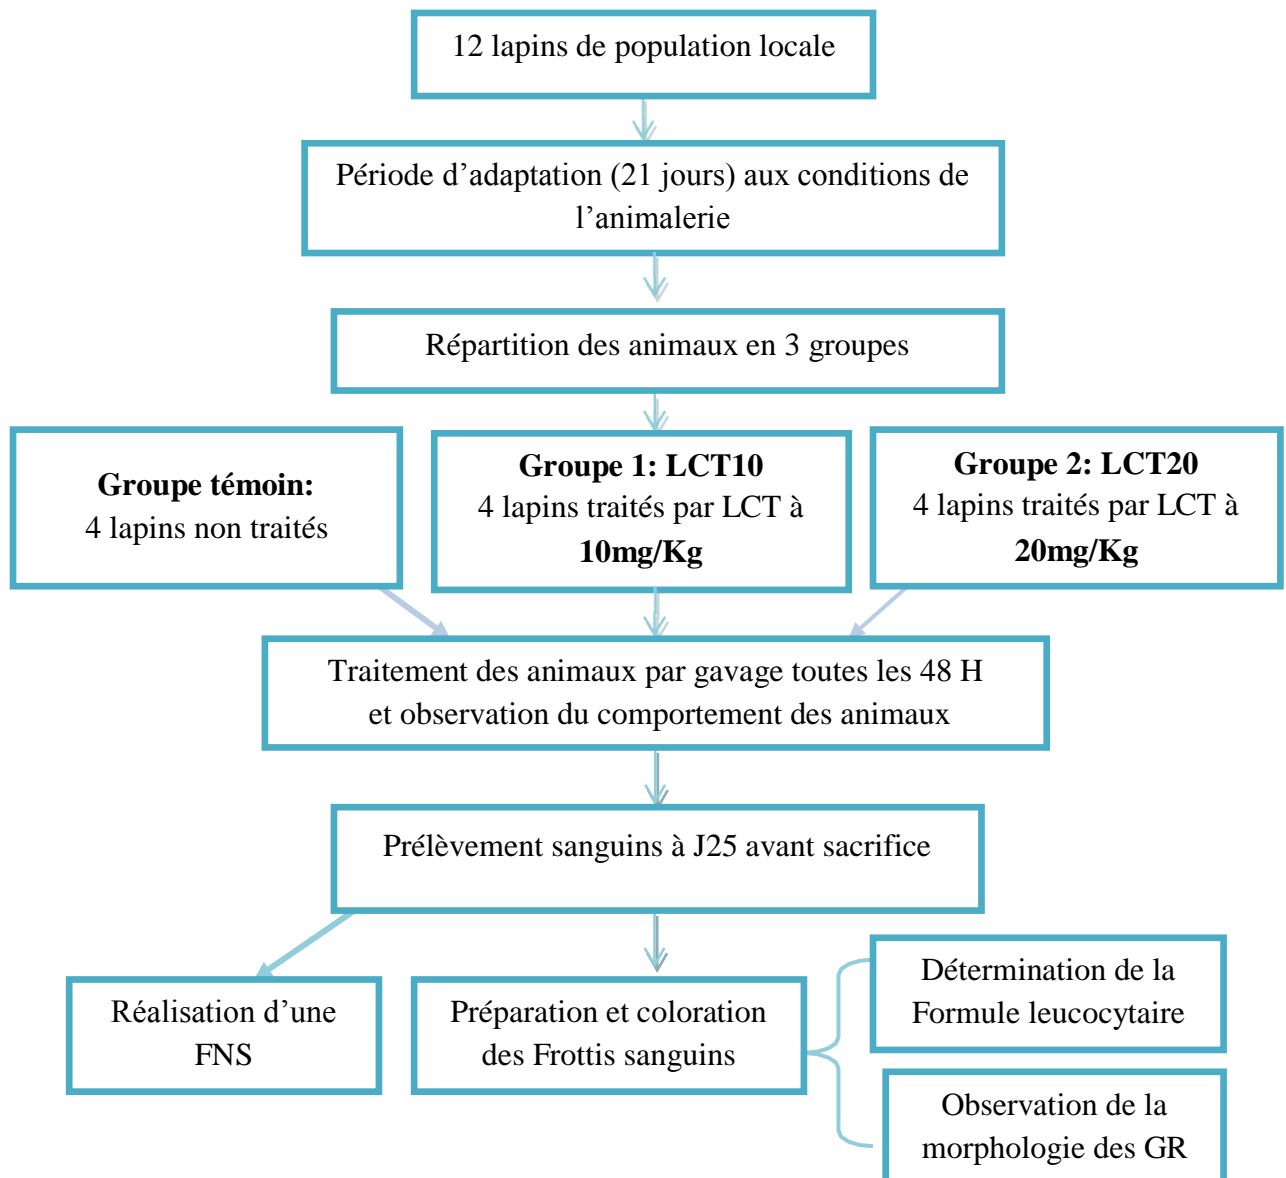 12 lapins de population locale
Période d’adaptation (21 jours) aux conditions de
l’animalerie
Répartition des animaux en 3 groupes
Groupe témoin:
4 lapins non traités
Groupe 1: LCT10
4 lapins traités par LCT à
10mg/Kg
Groupe 2: LCT20
4 lapins traités par LCT à
20mg/Kg
Traitement des animaux par gavage toutes les 48 H
et observation du comportement des animaux
Prélèvement sanguins à J25 avant sacrifice
Réalisation d’une
FNS
Préparation et coloration
des Frottis sanguins
Détermination de la
Formule leucocytaire
Observation de la
morphologie des GR